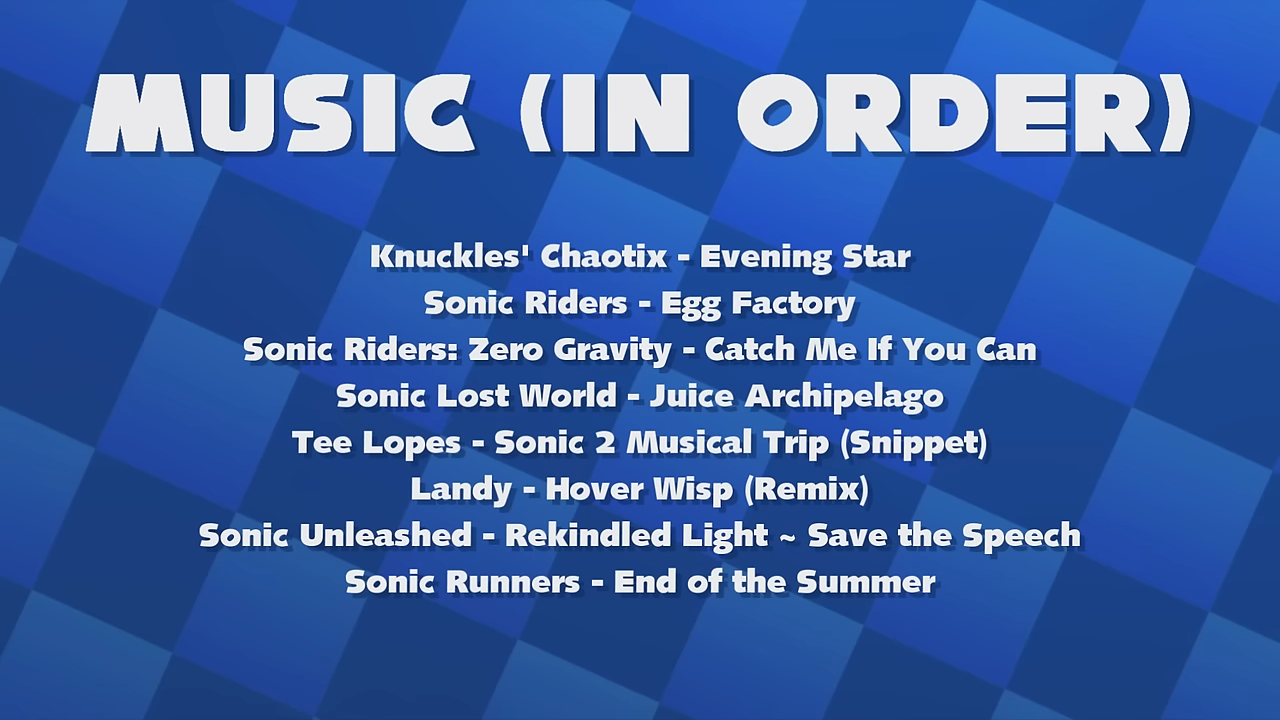 MUSIC (IN ORDER)
Knuckles' Chaotix - Evening Star
Sonic Riders - Egg Factory
Sonic Riders: Zero Gravity - Catch Me If You Can
Sonic Lost World - Juice Archipelago
Tee Lopes - Sonic 2 Musical Trip (Snippet)
Landy - Hover Wisp (Remix)
Sonic Unleashed - Rekindled Light ~ Save the Speech
Sonic Runners - End of the Summer